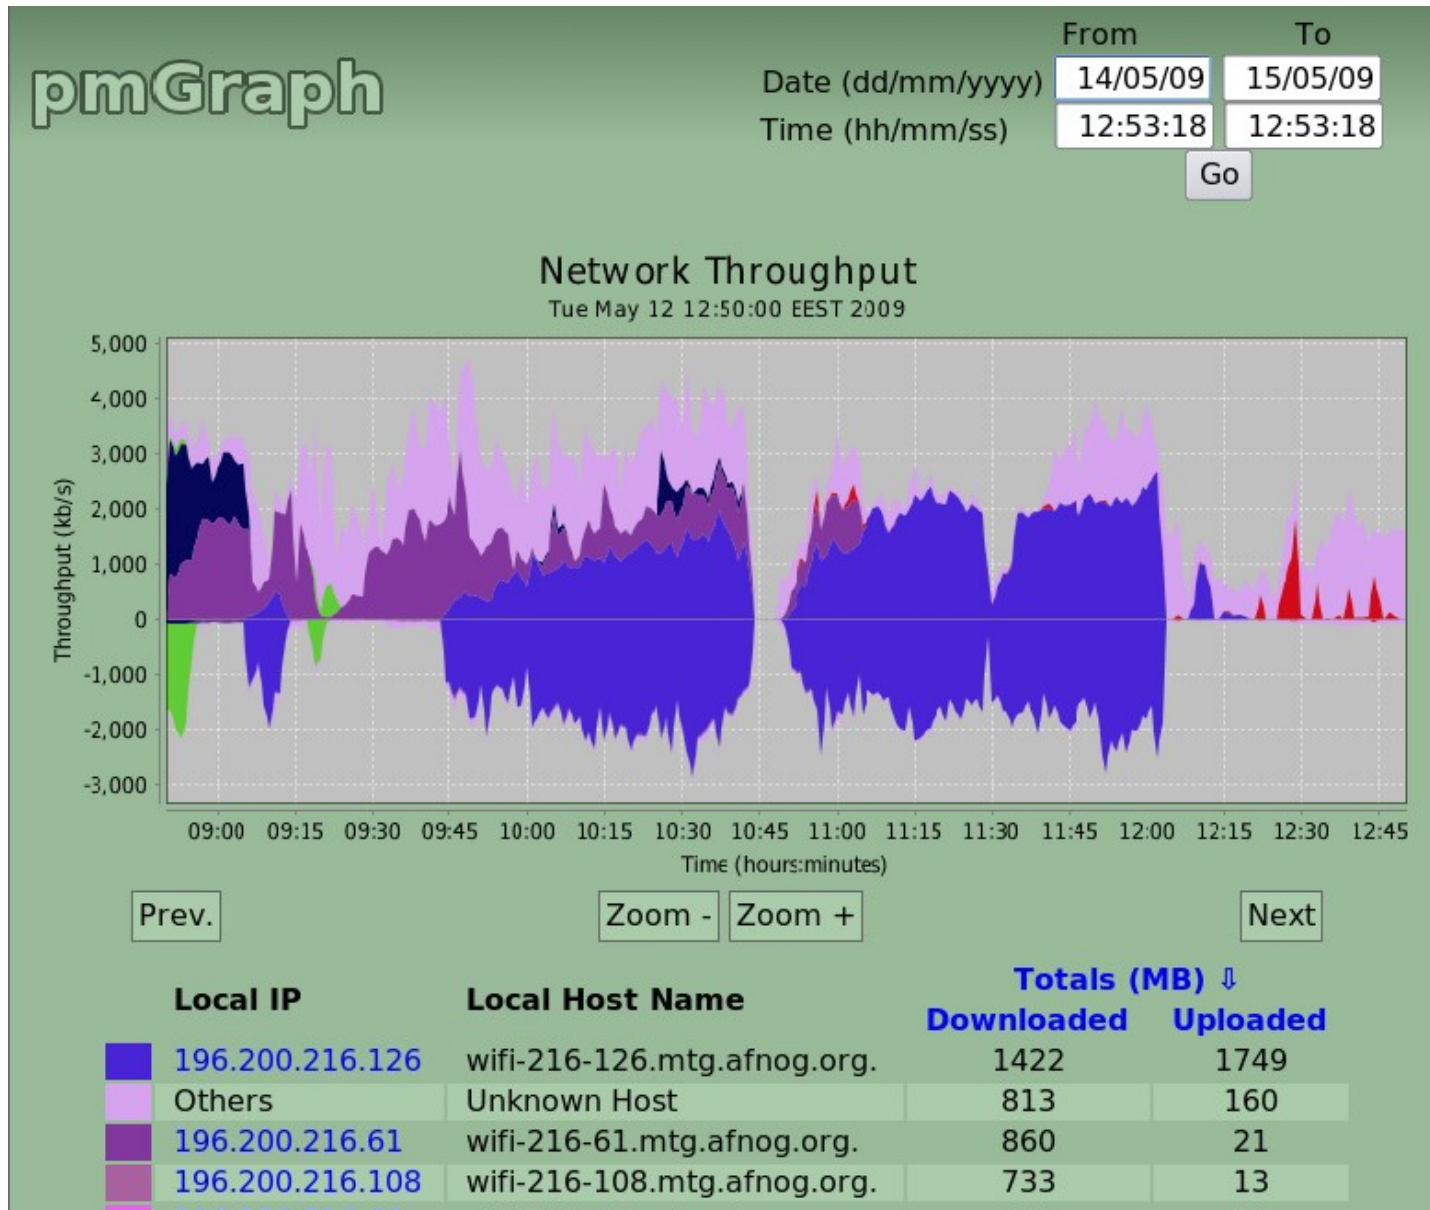 pmGraph
From To
Date (dd/mm/yyyy) 14/05/09 15/05/09
Time (hh/mm/ss) 12:53:18 12:53:18
Go
Network Throughput
Tue May 12 12:50:00 EEST 2009
Throughput (kb/s)
5,000
4,000
3,000
2,000
1,000
0
-1,000
-2,000
-3,000
09:00 09:15 09:30 09:45 10:00 10:15 10:30 10:45 11:00 11:15 11:30 11:45 12:00 12:15 12:30 12:45
Time (hours:minutes)
Prev. Zoom - Zoom + Next
Totals (MB) ⇩
Local IP Local Host Name Downloaded Uploaded
196.200.216.126 wifi-216-126.mtg.afnog.org. 1422 1749
Others Unknown Host 813 160
196.200.216.61 wifi-216-61.mtg.afnog.org. 860 21
196.200.216.108 wifi-216-108.mtg.afnog.org. 733 13